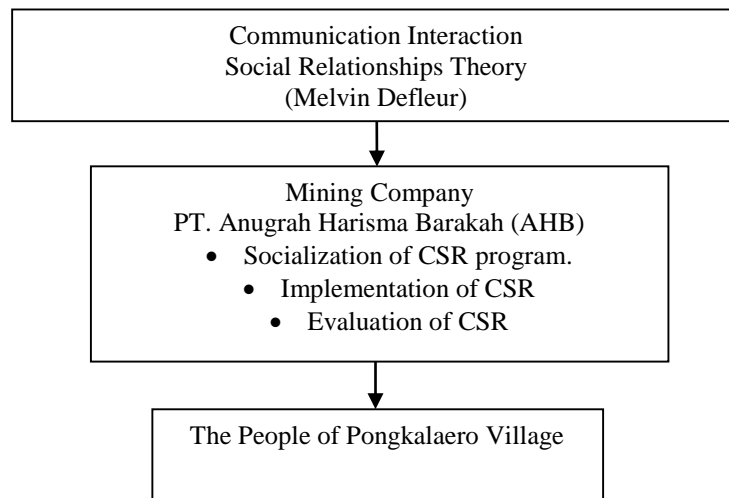 Communication Interaction
Social Relationships Theory
(Melvin Defleur)
Mining Company
PT. Anugrah Harisma Barakah (AHB)
• Socialization of CSR program.
• Implementation of CSR
• Evaluation of CSR
The People of Pongkalaero Village